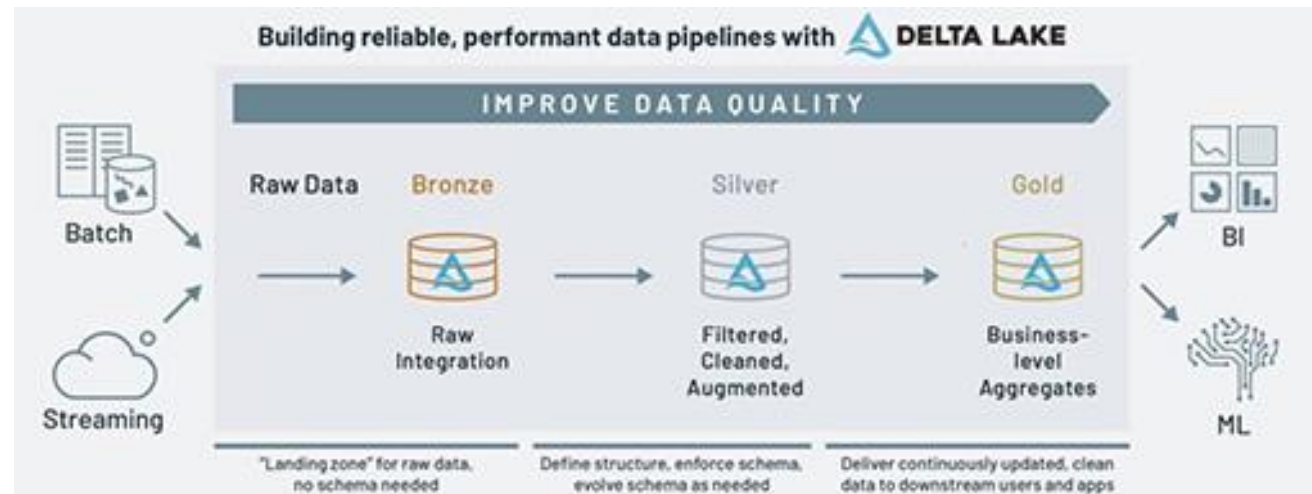 Building reliable, performant data pipelines with DELTA LAKE
IMPROVE DATA QUALITY
Batch
Streaming
Raw Data
Bronze
Silver
Gold
Raw
Integration
Filtered,
Cleaned,
Augmented
Business-
level
Aggregates
BI
ML
"Landing zone" for raw data,
no schema needed
Define structure, enforce schema,
evolve schema as needed
Deliver continuously updated, clean
data to downstream users and apps